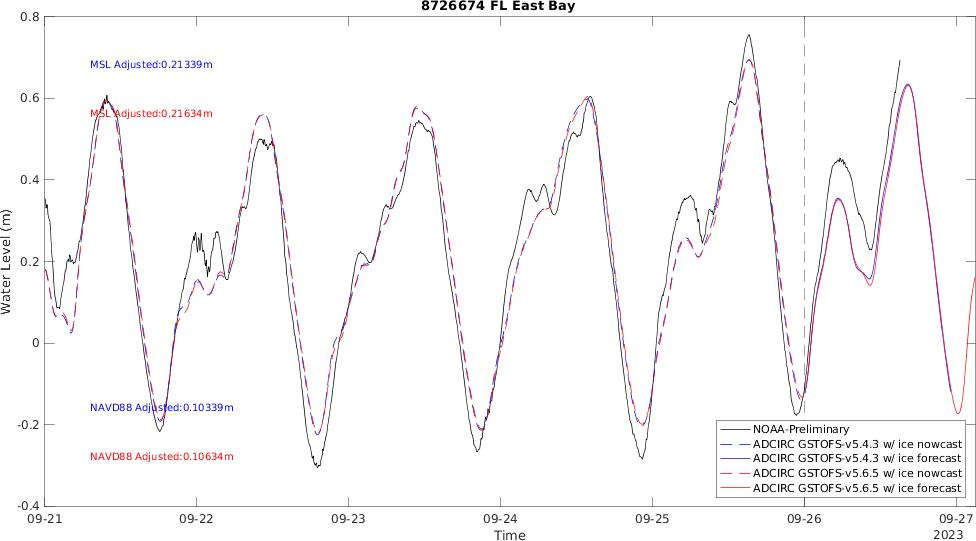 8726674 FL East Bay
0.8
0.6
0.4
0.2
0
-0.2
-0.4
Water Level (m)
MSL Adjusted:0.21339m
MSL Adjusted:0.21634m
NAVD88 Adjusted:0.10339m
NAVD88 Adjusted:0.10634m
NOAA-Preliminary
ADCIRC GSTOFS-v5.4.3 w/ ice nowcast
ADCIRC GSTOFS-v5.4.3 w/ ice forecast
ADCIRC GSTOFS-v5.6.5 w/ ice nowcast
ADCIRC GSTOFS-v5.6.5 w/ ice forecast
09-21 09-22 09-23 09-24 09-25 09-26 09-27
Time
2023